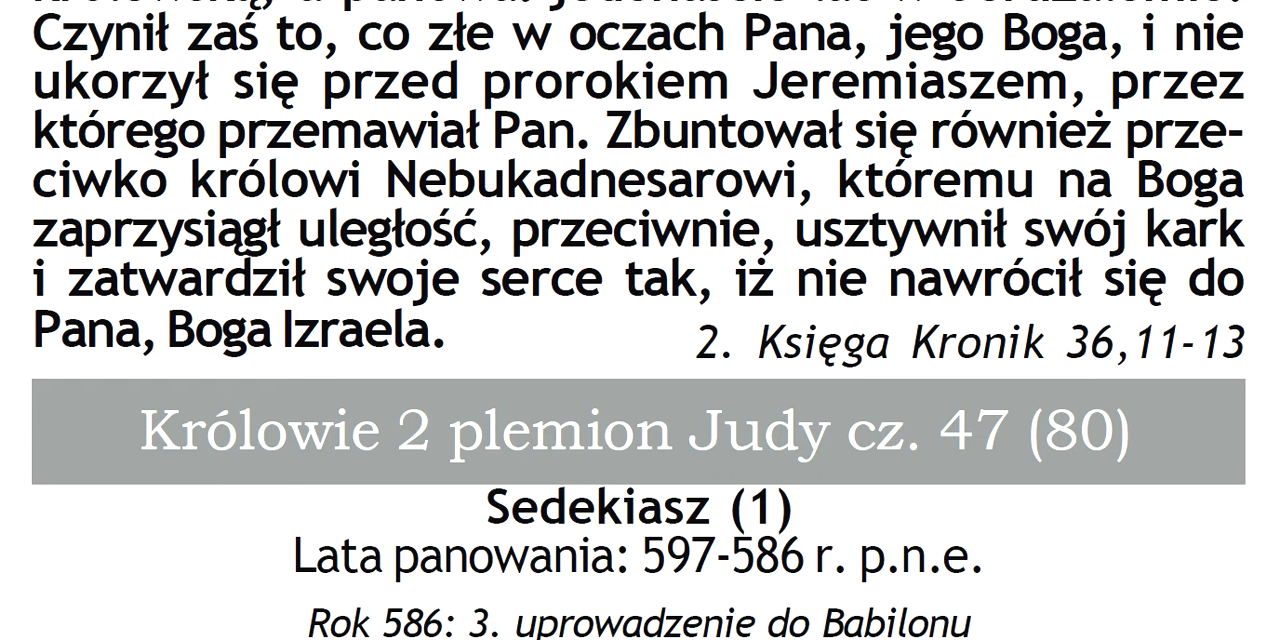 Czynił zaś to, co złe w oczach Pana, jego Boga, i nie
ukorzył się przed prorokiem Jeremiaszem, przez
którego przemawiał Pan. Zbuntował się również prze-
ciwko królowi Nebukadnesarowi, któremu na Boga
zaprzysiągł uległość, przeciwnie, usztywnił swój kark
i zatwardził swoje serce tak, iż nie nawrócił się do
Pana, Boga Izraela.
2. Księga Kronik 36,11-13
Królowie 2 plemion Judy cz. 47 (80)
Sedekiasz (1)
Lata panowania: 597-586 r. p.n.e.
Rok 586: 3. uprowadzenie do Babilonu